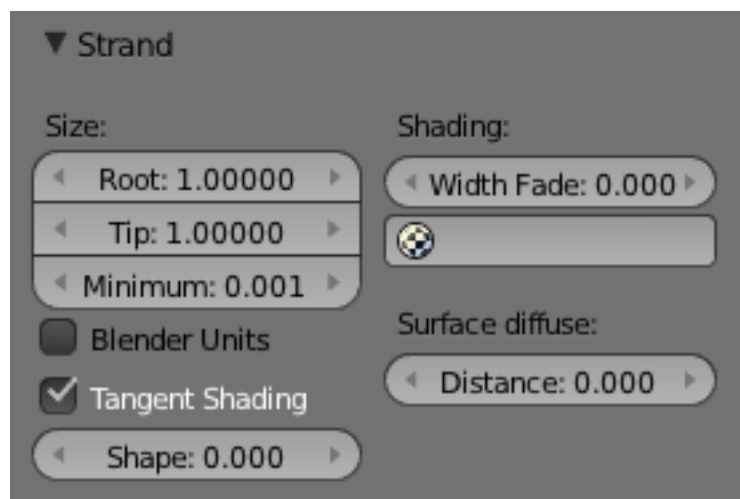 Strand
Size:
Root: 1.00000
Tip: 1.00000
Minimum: 0.001
Blender Units
Tangent Shading
Shape: 0.000
Shading:
Width Fade: 0.000
Surface diffuse:
Distance: 0.000